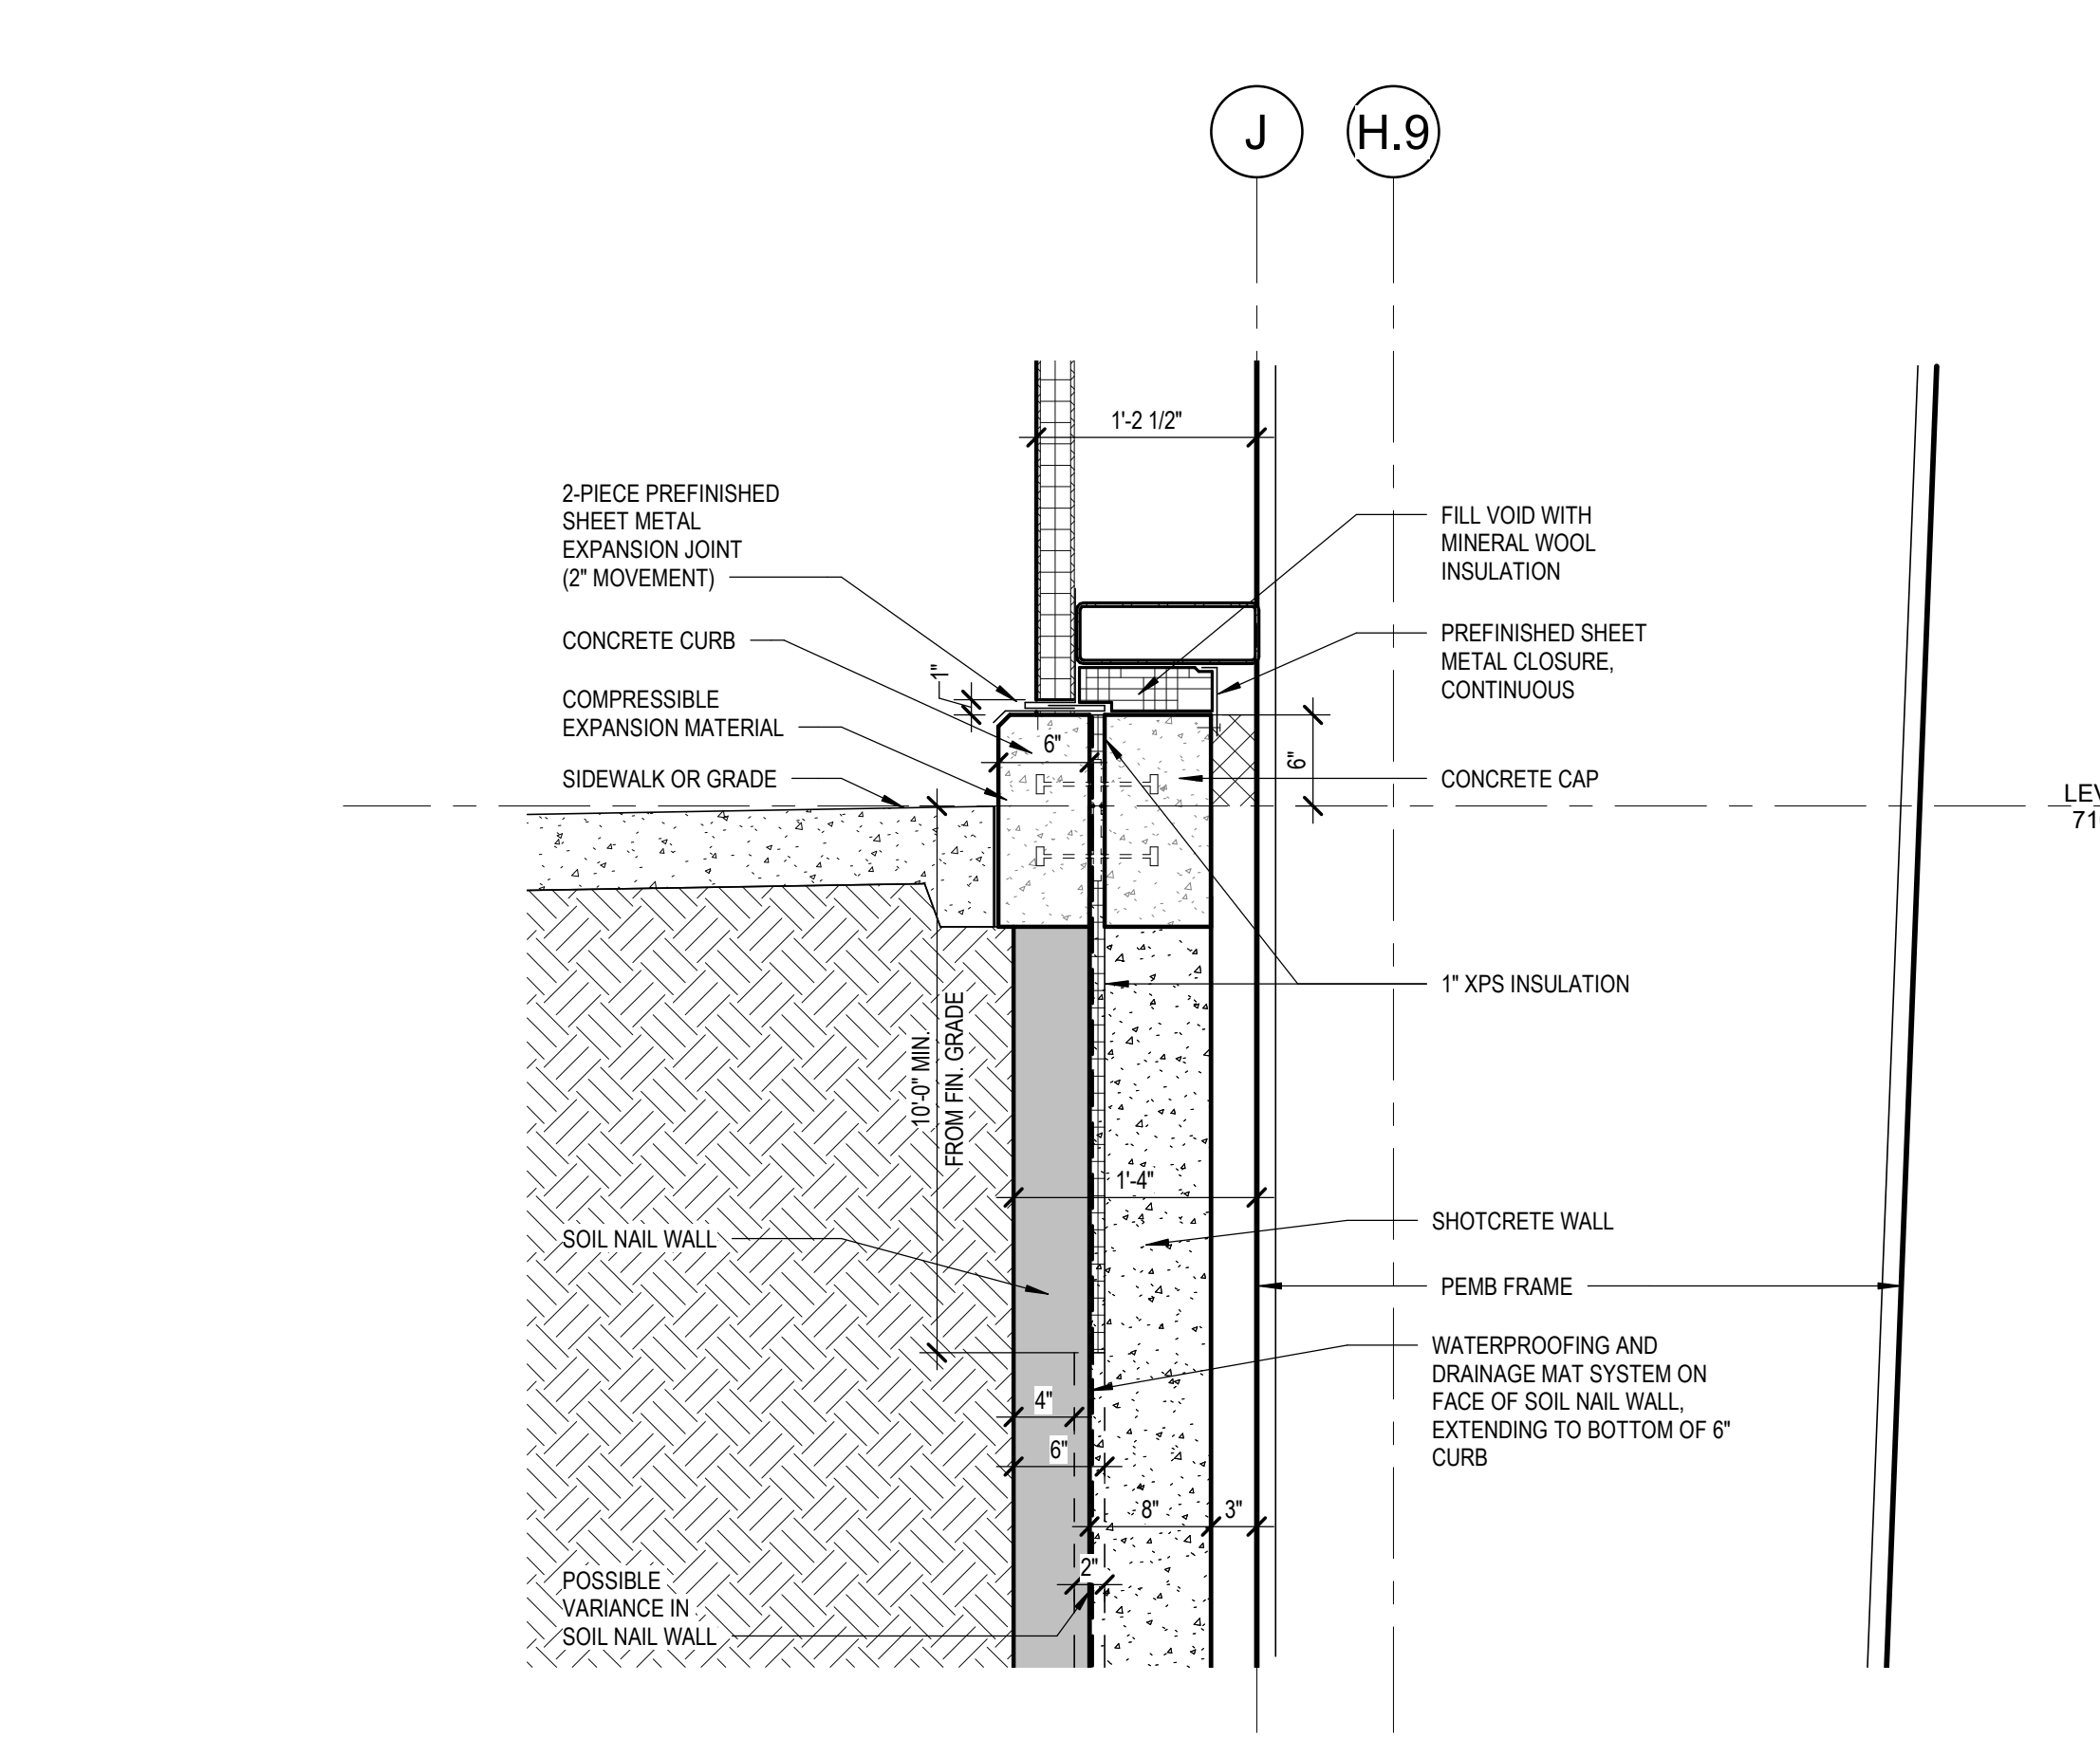 J
H.9
1'-2 1/2"
2-PIECE PREFINISHED
SHEET METAL
EXPANSION JOINT
(2" MOVEMENT)
FILL VOID WITH
MINERAL WOOL
INSULATION
CONCRETE CURB
PREFINISHED SHEET
METAL CLOSURE,
CONTINUOUS
1"
COMPRESSIBLE
EXPANSION MATERIAL
6"
6"
SIDEWALK OR GRADE
CONCRETE CAP
LEV
71
1" XPS INSULATION
10'-0" MIN.
FROM FIN. GRADE
1'-4"
SOIL NAIL WALL
SHOTCRETE WALL
PEMB FRAME
WATERPROOFING AND
DRAINAGE MAT SYSTEM ON
FACE OF SOIL NAIL WALL,
EXTENDING TO BOTTOM OF 6"
CURB
4"
6"
8"
3"
2"
POSSIBLE
VARIANCE IN
SOIL NAIL WALL